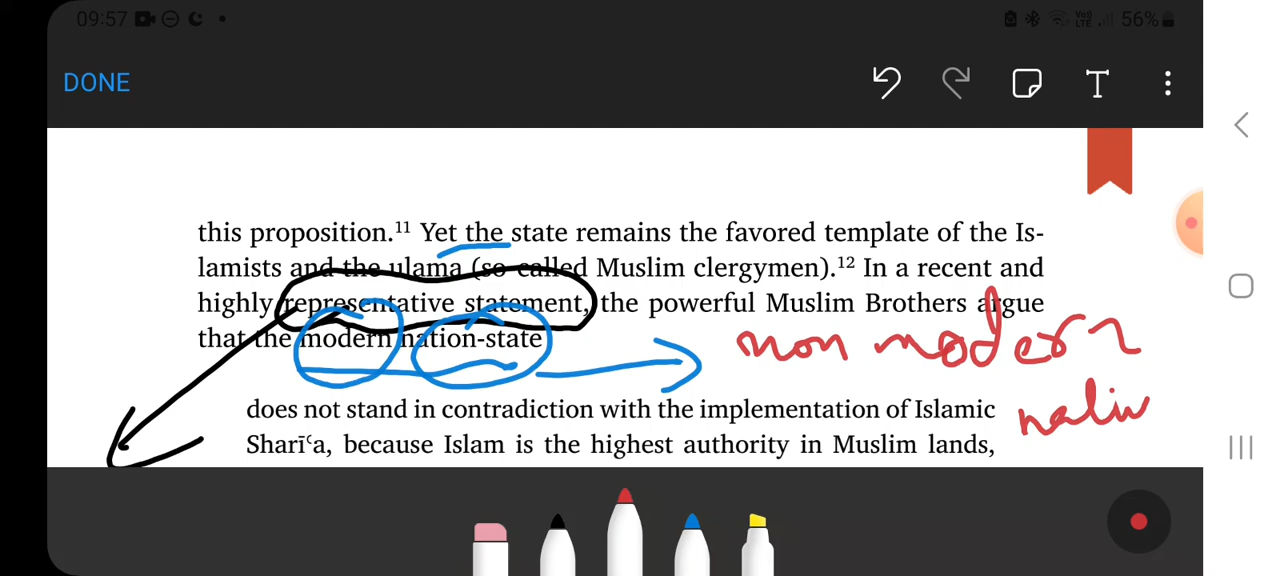 09:57
Vo)) LTE 56%
DONE
T
this proposition.11 Yet the state remains the favored template of the Is-
lamists and the ulama (so-called Muslim clergymen).12 In a recent and
highly representative statement, the powerful Muslim Brothers argue
that the modern nation-state
non modern
nation
does not stand in contradiction with the implementation of Islamic
Sharīʿa, because Islam is the highest authority in Muslim lands,